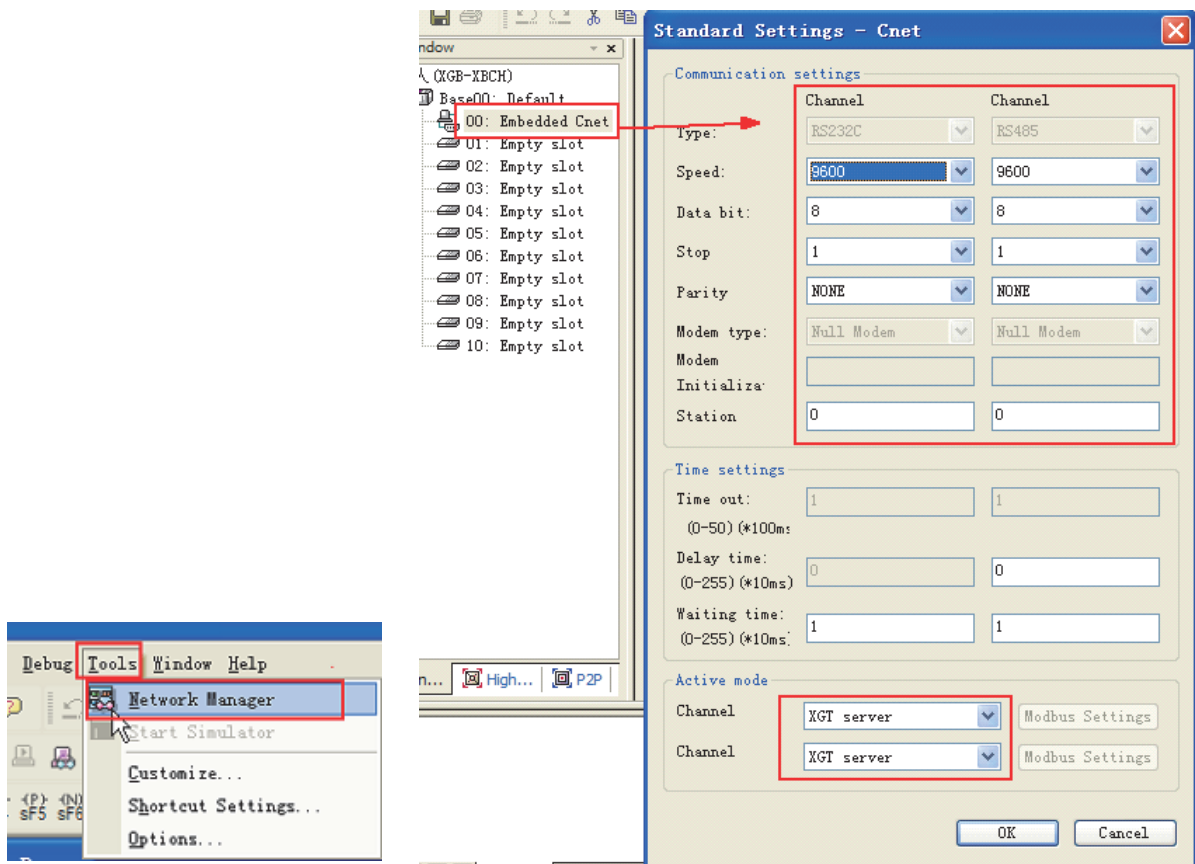 Debug Tools Window Help
Network Manager
Start Simulator
Customize...
Shortcut Settings...
Options...
(P) (N)
sF5 sF6
ndow
(XGB-XBCH)
Base00: Default
00: Embedded Cnet
01: Empty slot
02: Empty slot
03: Empty slot
04: Empty slot
05: Empty slot
06: Empty slot
07: Empty slot
08: Empty slot
09: Empty slot
10: Empty slot
n... High... P2P
Standard Settings - Cnet
Communication settings
Channel Channel
Type: RS232C RS485
Speed: 9600 9600
Data bit: 8 8
Stop 1 1
Parity NONE NONE
Modem type: Null Modem Null Modem
Modem
Initializa
Station 0 0
Time settings
Time out: 1 1
(0-50)(*100ms
Delay time:
(0-255)(*10ms) 0 0
Waiting time:
(0-255)(*10ms) 1 1
Active mode
Channel XGT server Modbus Settings
Channel XGT server Modbus Settings
OK Cancel